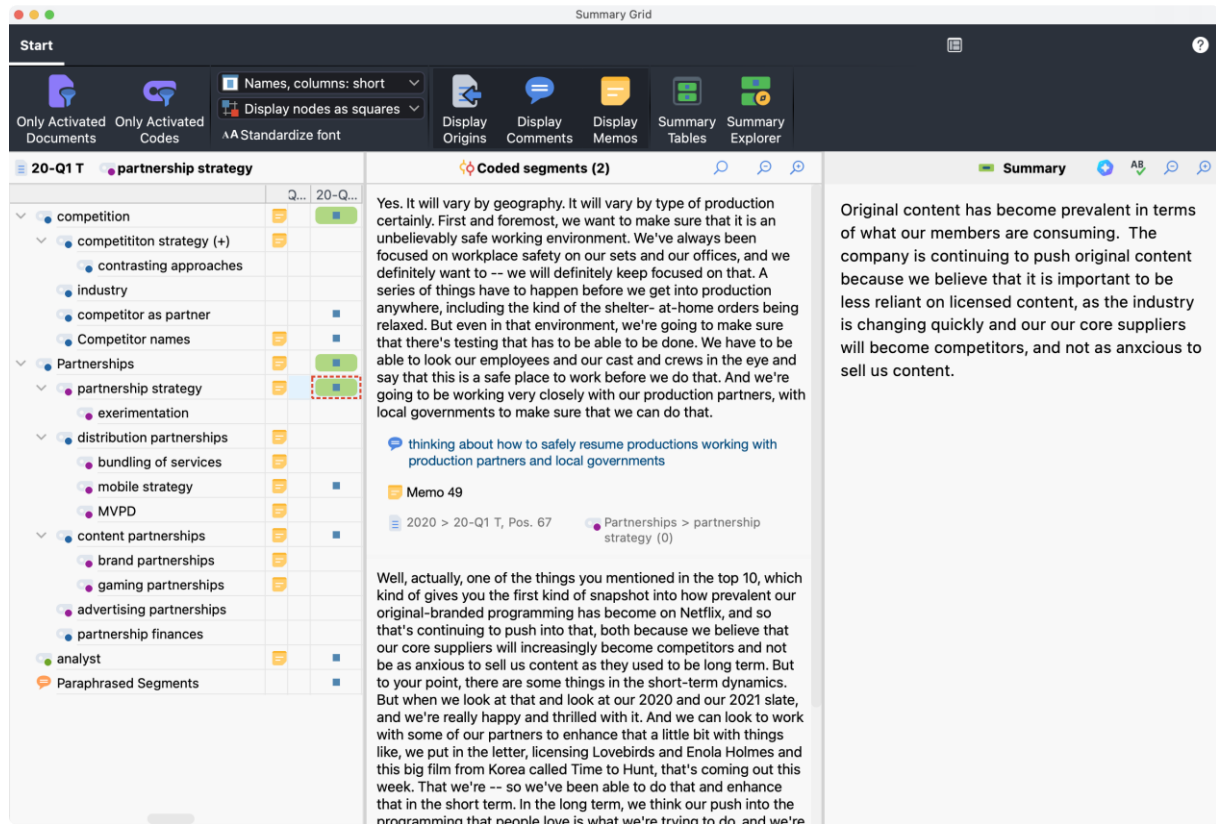 Summary Grid
Start
Names, columns: short
Display nodes as squares
AA Standardize font
Only Activated Documents
Only Activated Codes
Display Origins
Display Comments
Display Memos
Summary Tables
Summary Explorer
20-Q1 T partnership strategy
Q... 20-Q...
competition
competititon strategy (+)
contrasting approaches
industry
competitor as partner
Competitor names
Partnerships
partnership strategy
exerimentation
distribution partnerships
bundling of services
mobile strategy
MVPD
content partnerships
brand partnerships
gaming partnerships
advertising partnerships
partnership finances
analyst
Paraphrased Segments
Coded segments (2)
Yes. It will vary by geography. It will vary by type of production
certainly. First and foremost, we want to make sure that it is an
unbelievably safe working environment. We've always been
focused on workplace safety on our sets and our offices, and we
definitely want to -- we will definitely keep focused on that. A
series of things have to happen before we get into production
anywhere, including the kind of the shelter- at-home orders being
relaxed. But even in that environment, we're going to make sure
that there's testing that has to be able to be done. We have to be
able to look our employees and our cast and crews in the eye and
say that this is a safe place to work before we do that. And we're
going to be working very closely with our production partners, with
local governments to make sure that we can do that.
thinking about how to safely resume productions working with
production partners and local governments
Memo 49
2020 > 20-Q1 T, Pos. 67
Partnerships > partnership
strategy (0)
Well, actually, one of the things you mentioned in the top 10, which
kind of gives you the first kind of snapshot into how prevalent our
original-branded programming has become on Netflix, and so
that's continuing to push into that, both because we believe that
our core suppliers will increasingly become competitors and not
be as anxious to sell us content as they used to be long term. But
to your point, there are some things in the short-term dynamics.
But when we look at that and look at our 2020 and our 2021 slate,
and we're really happy and thrilled with it. And we can look to work
with some of our partners to enhance that a little bit with things
like, we put in the letter, licensing Lovebirds and Enola Holmes and
this big film from Korea called Time to Hunt, that's coming out this
week. That we're -- so we've been able to do that and enhance
that in the short term. In the long term, we think our push into the
programming that people love is what we're trying to do, and we're
Summary
AB
Original content has become prevalent in terms
of what our members are consuming. The
company is continuing to push original content
because we believe that it is important to be
less reliant on licensed content, as the industry
is changing quickly and our our core suppliers
will become competitors, and not as anxcious to
sell us content.